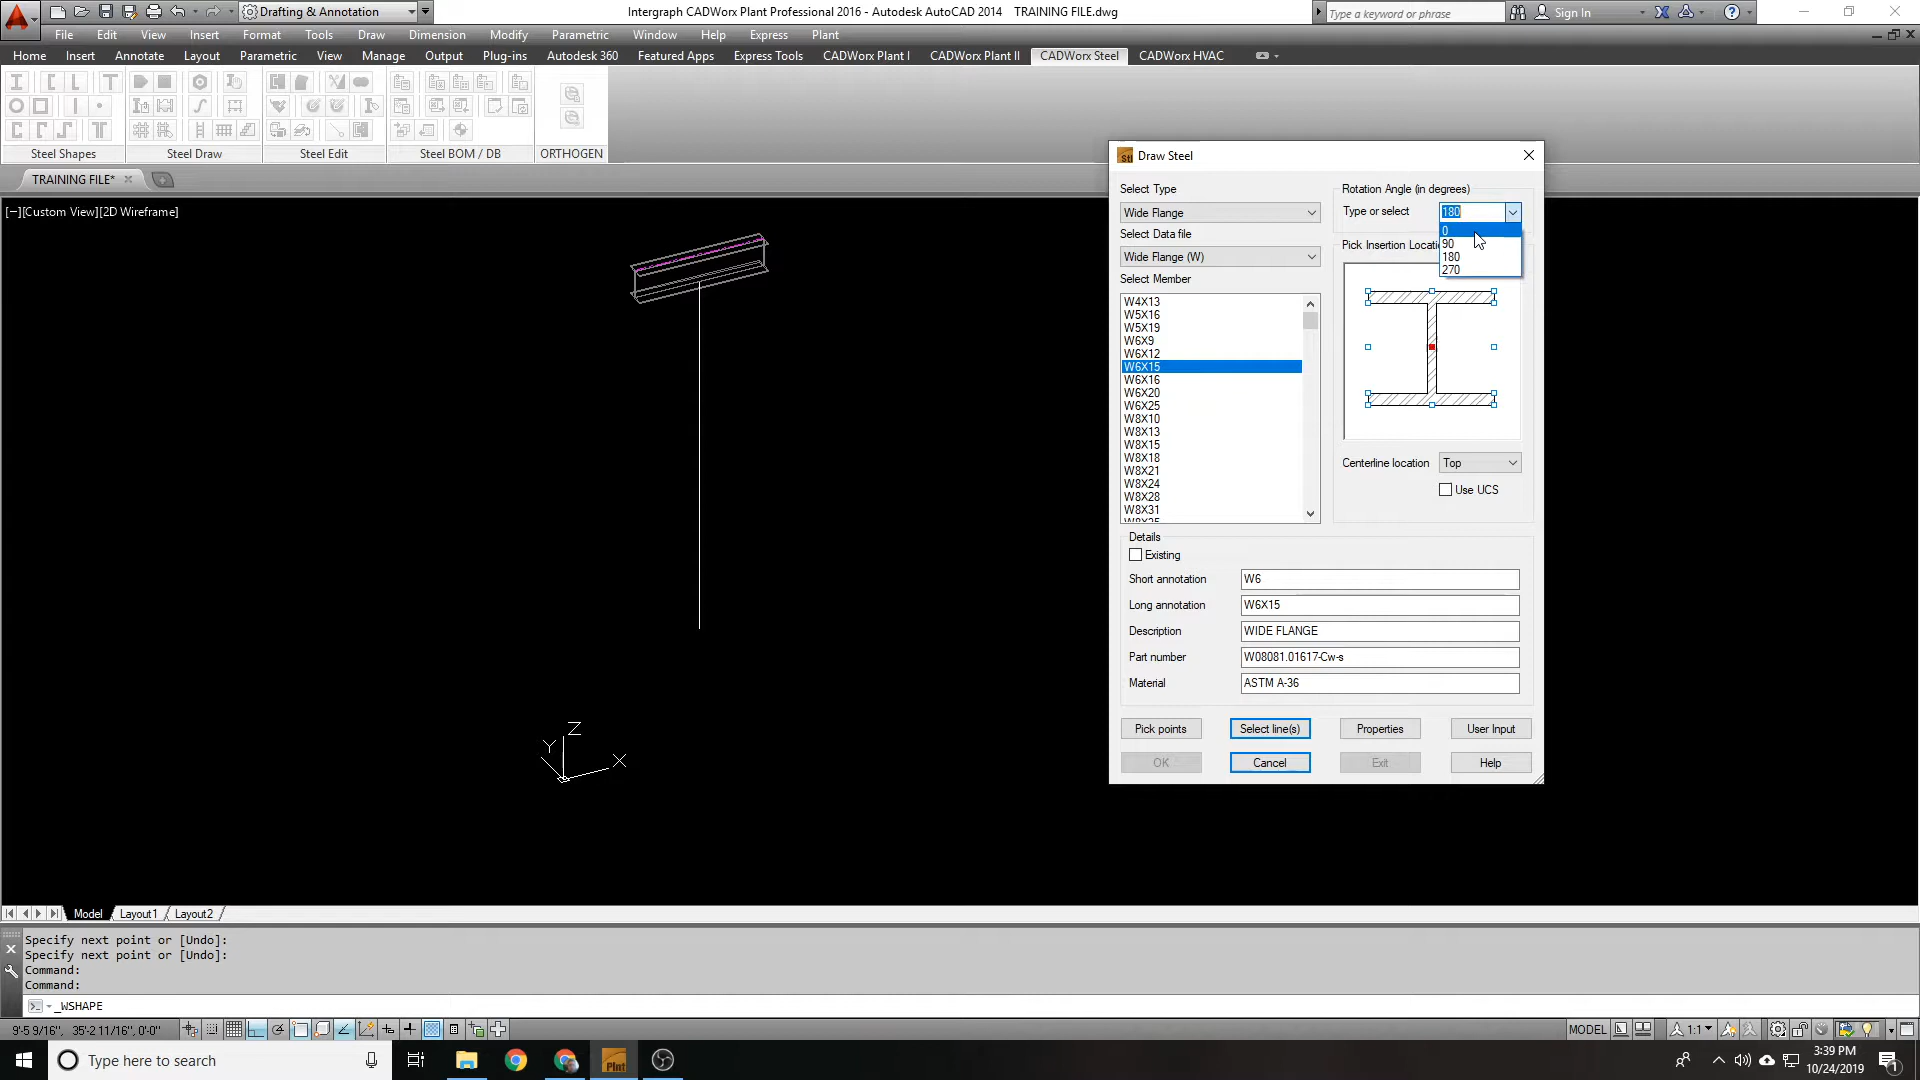 Drafting & Annotation
Intergraph CADWorx Plant Professional 2016 - Autodesk AutoCAD 2014 TRAINING FILE.dwg
Type a keyword or phrase
Sign In
File Edit View Insert Format Tools Draw Dimension Modify Parametric Window Help Express Plant
Home Insert Annotate Layout Parametric View Manage Output Plug-ins Autodesk 360 Featured Apps Express Tools CADWorx Plant I CADWorx Plant II CADWorx Steel CADWorx HVAC
Steel Shapes Steel Draw Steel Edit Steel BOM / DB ORTHOGEN
TRAINING FILE*
[−][Custom View][2D Wireframe]
Draw Steel
Select Type
Wide Flange
Select Data file
Wide Flange (W)
Select Member
W4X13
W5X16
W5X19
W6X9
W6X12
W6X15
W6X16
W6X20
W6X25
W8X10
W8X13
W8X15
W8X18
W8X21
W8X24
W8X28
W8X31
Rotation Angle (in degrees)
Type or select 180
0
90
180
270
Pick Insertion Locati
Centerline location Top
Use UCS
Details
Existing
Short annotation W6
Long annotation W6X15
Description WIDE FLANGE
Part number W08081.01617-Cw-s
Material ASTM A-36
Pick points Select line(s) Properties User Input
OK Cancel Exit Help
Z
Y
X
Model Layout1 Layout2
Specify next point or [Undo]:
Specify next point or [Undo]:
Command:
Command:
_WSHAPE
9'-5 9/16", 35'-2 11/16", 0'-0"
MODEL
1:1
Type here to search
Plnt
3:39 PM
10/24/2019
1